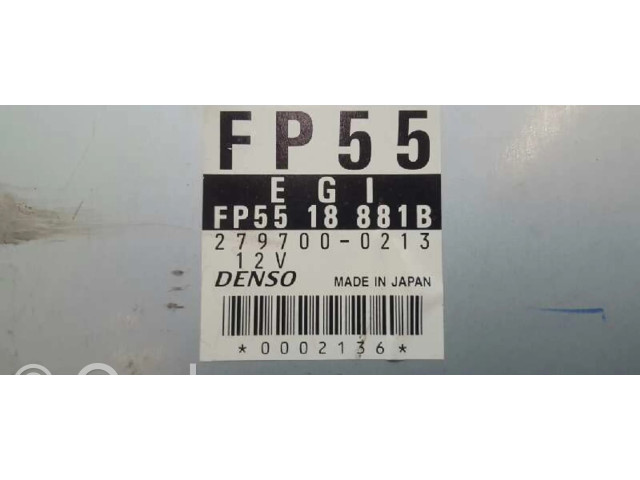 FP55
EGI
FP55 18 881B
279700-0213
12V
DENSO MADE IN JAPAN
*0002136*